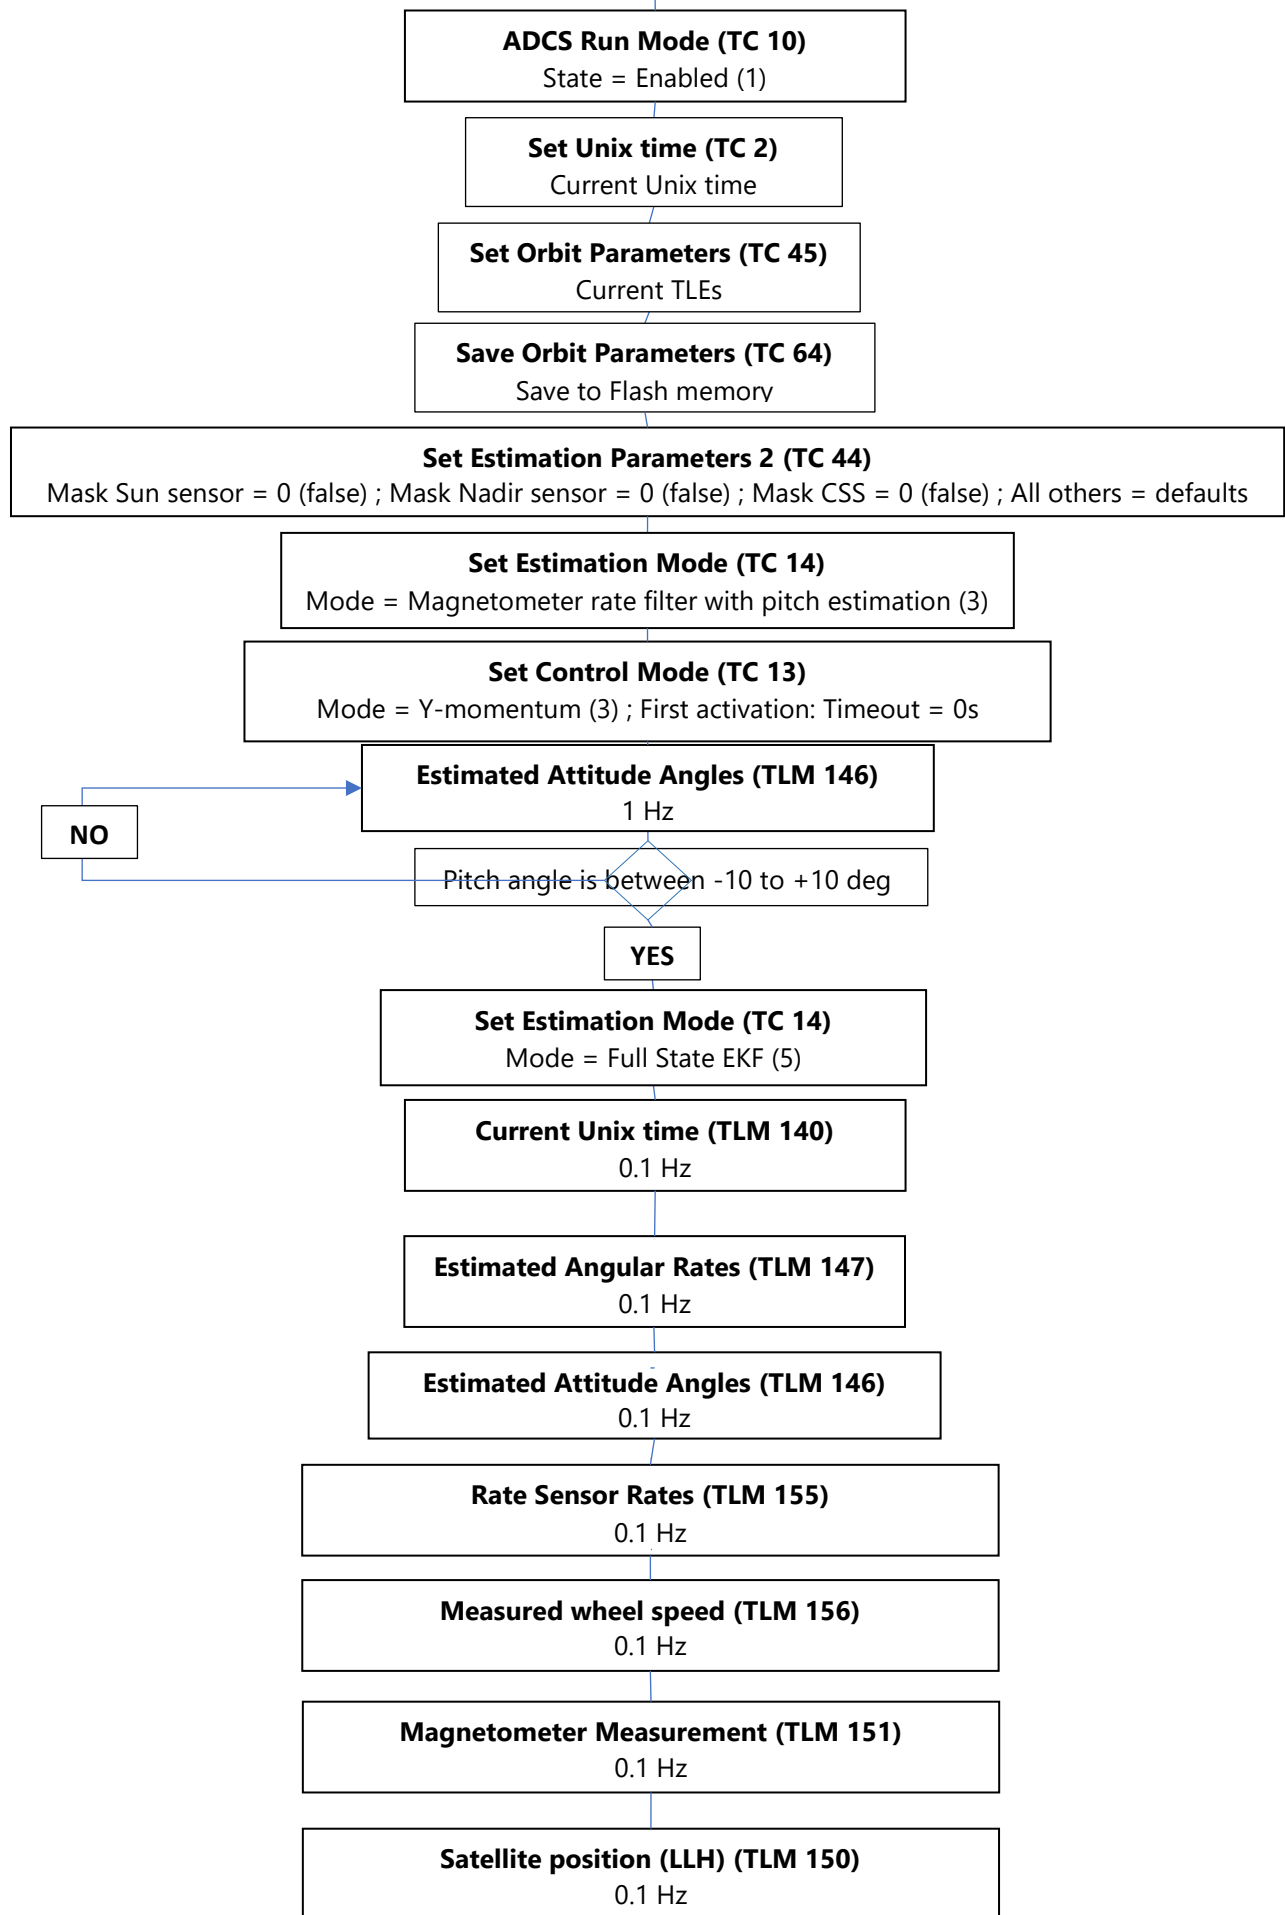 ADCS Run Mode (TC 10)
State = Enabled (1)
Set Unix time (TC 2)
Current Unix time
Set Orbit Parameters (TC 45)
Current TLEs
Save Orbit Parameters (TC 64)
Save to Flash memory
Set Estimation Parameters 2 (TC 44)
Mask Sun sensor = 0 (false) ; Mask Nadir sensor = 0 (false) ; Mask CSS = 0 (false) ; All others = defaults
Set Estimation Mode (TC 14)
Mode = Magnetometer rate filter with pitch estimation (3)
Set Control Mode (TC 13)
Mode = Y-momentum (3) ; First activation: Timeout = 0s
Estimated Attitude Angles (TLM 146)
1 Hz
NO
Pitch angle is between -10 to +10 deg
YES
Set Estimation Mode (TC 14)
Mode = Full State EKF (5)
Current Unix time (TLM 140)
0.1 Hz
Estimated Angular Rates (TLM 147)
0.1 Hz
Estimated Attitude Angles (TLM 146)
0.1 Hz
Rate Sensor Rates (TLM 155)
0.1 Hz
Measured wheel speed (TLM 156)
0.1 Hz
Magnetometer Measurement (TLM 151)
0.1 Hz
Satellite position (LLH) (TLM 150)
0.1 Hz